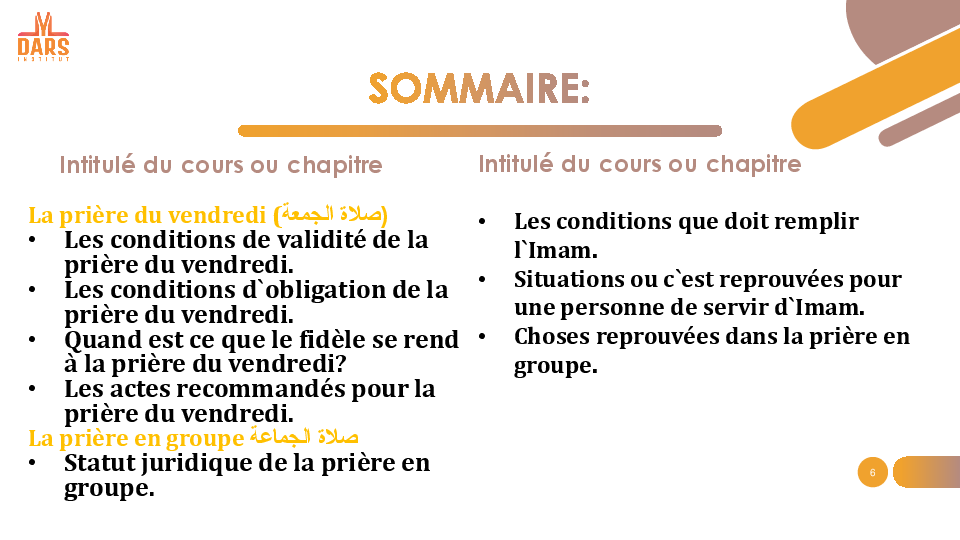 DARS
INSTITUT
SOMMAIRE:
Intitulé du cours ou chapitre
La prière du vendredi (صلاة الجمعة)
• Les conditions de validité de la
prière du vendredi.
• Les conditions d`obligation de la
prière du vendredi.
• Quand est ce que le fidèle se rend
à la prière du vendredi?
• Les actes recommandés pour la
prière du vendredi.
La prière en groupe صلاة الجماعة
• Statut juridique de la prière en
groupe.
Intitulé du cours ou chapitre
• Les conditions que doit remplir
l`Imam.
• Situations ou c`est reprouvées pour
une personne de servir d`Imam.
• Choses reprouvées dans la prière en
groupe.
6